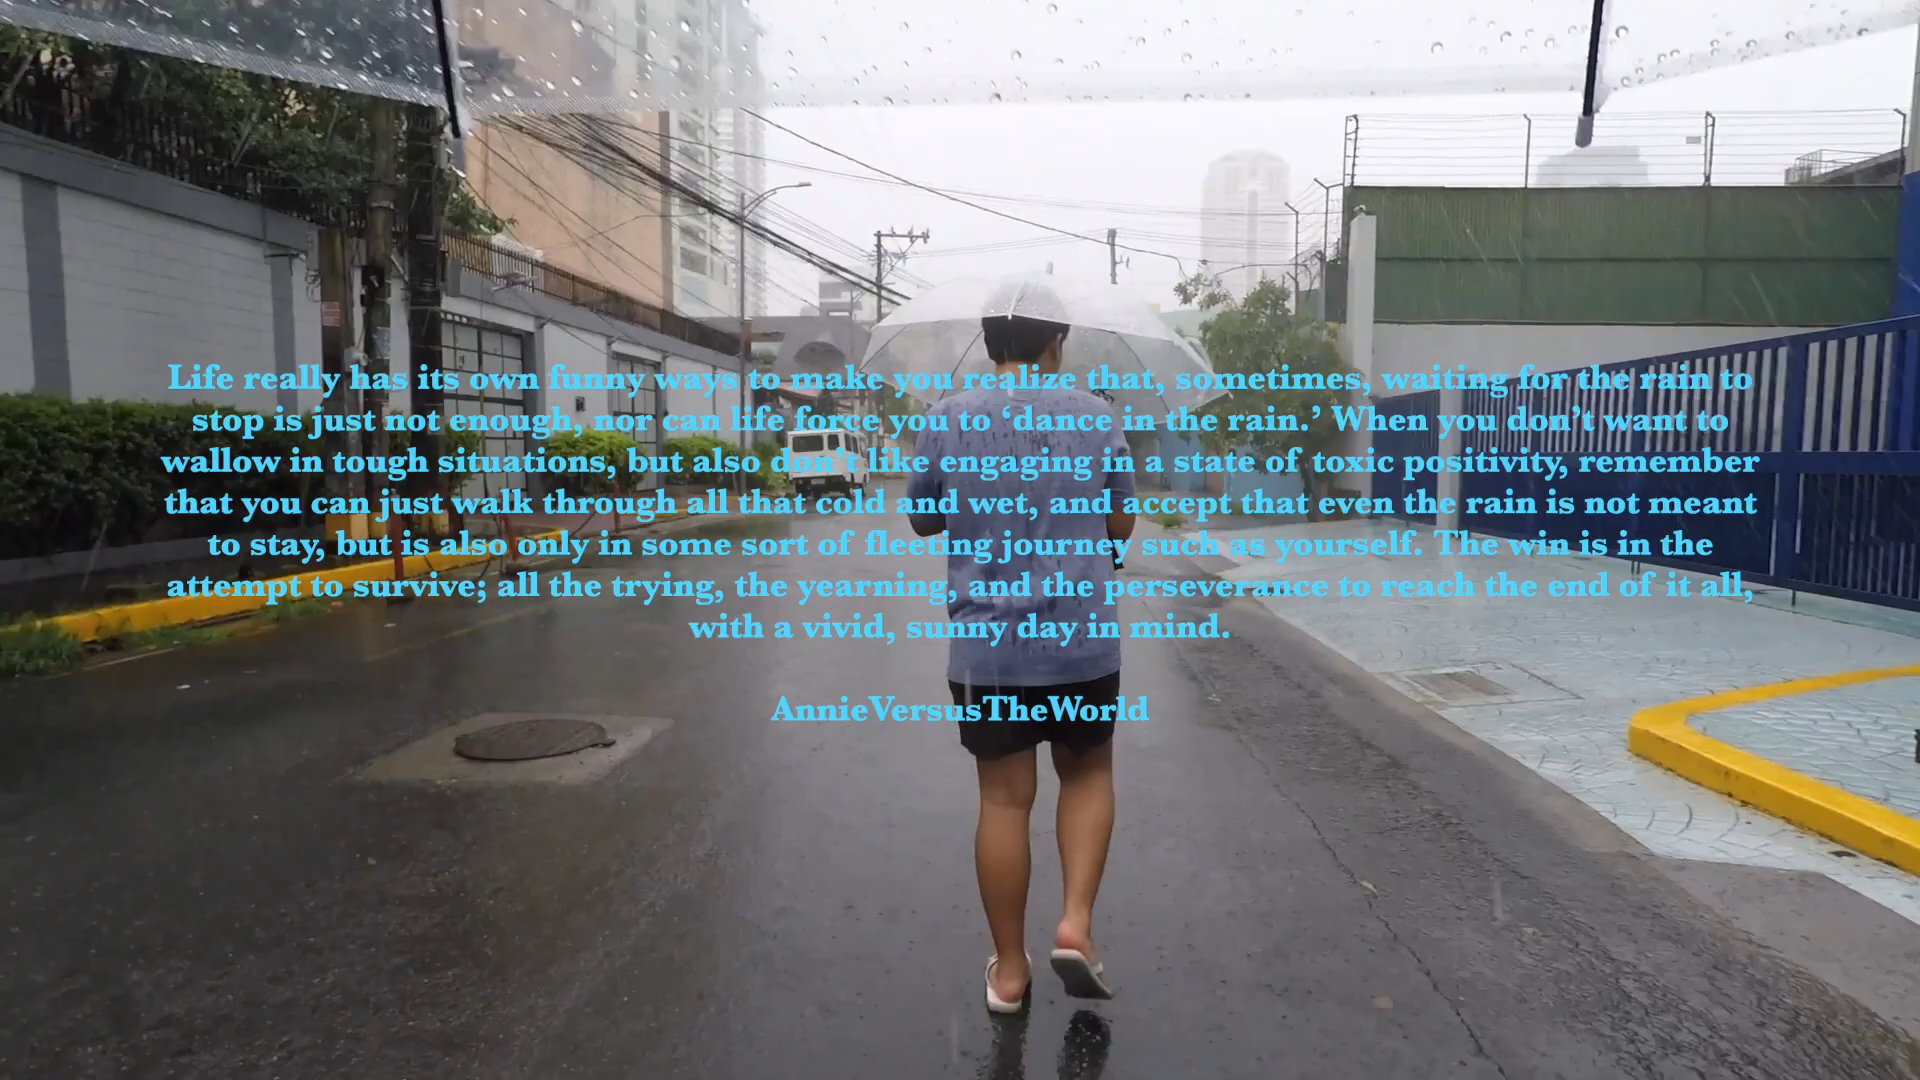 Life really has its own funny ways to make you realize that, sometimes, waiting for the rain to
stop is just not enough, nor can life force you to ‘dance in the rain.’ When you don’t want to
wallow in tough situations, but also don’t like engaging in a state of toxic positivity, remember
that you can just walk through all that cold and wet, and accept that even the rain is not meant
to stay, but is also only in some sort of fleeting journey such as yourself. The win is in the
attempt to survive; all the trying, the yearning, and the perseverance to reach the end of it all,
with a vivid, sunny day in mind.
AnnieVersusTheWorld